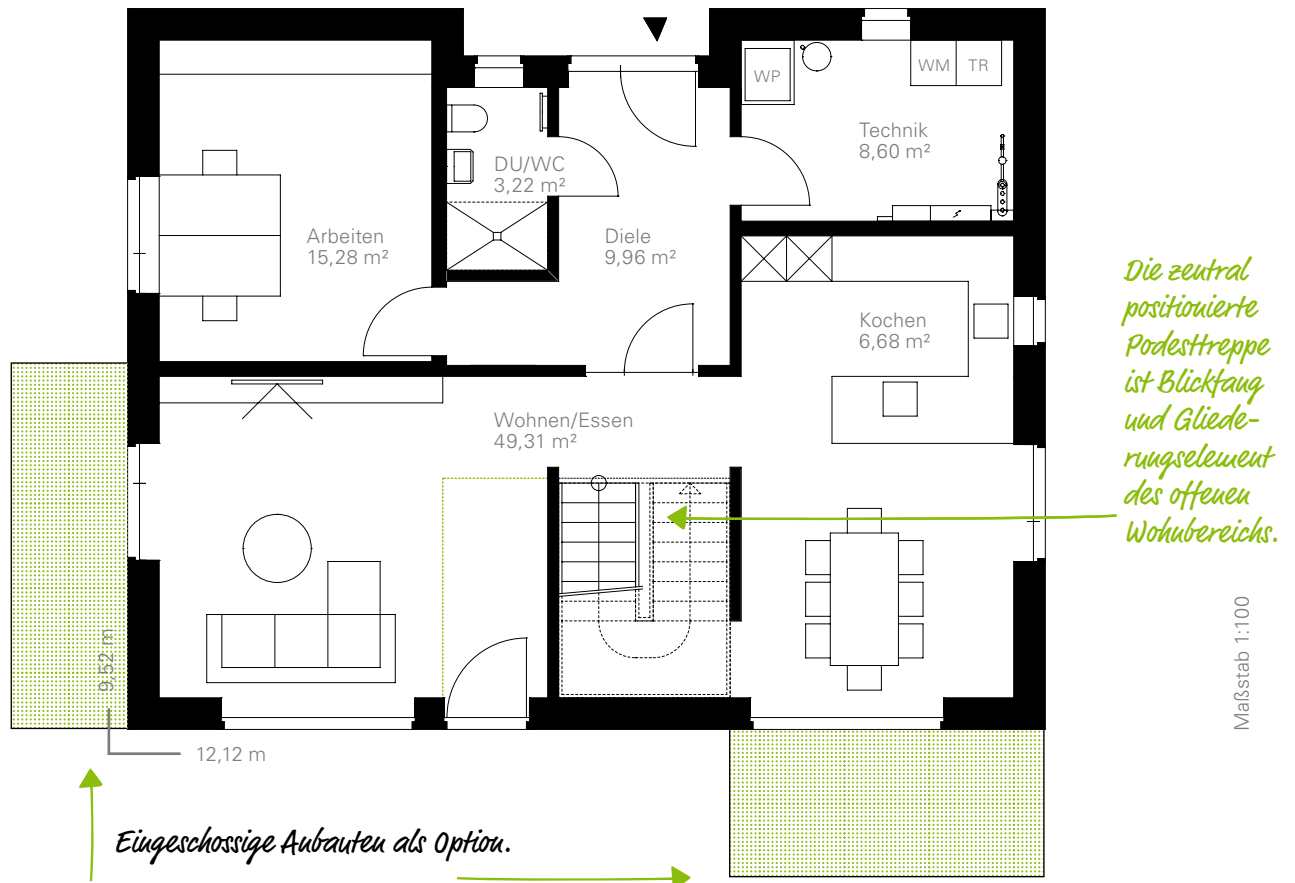 WP
WM TR
Technik
8,60 m²
DU/WC
3,22 m²
Arbeiten
15,28 m²
Diele
9,96 m²
Kochen
6,68 m²
Wohnen/Essen
49,31 m²
Die zentral
positionierte
Podesttreppe
ist Blickfang
und Gliede-
rungselement
des offenen
Wohnbereichs.
Maßstab 1:100
9,52 m
12,12 m
Eingeschossige Anbauten als Option.